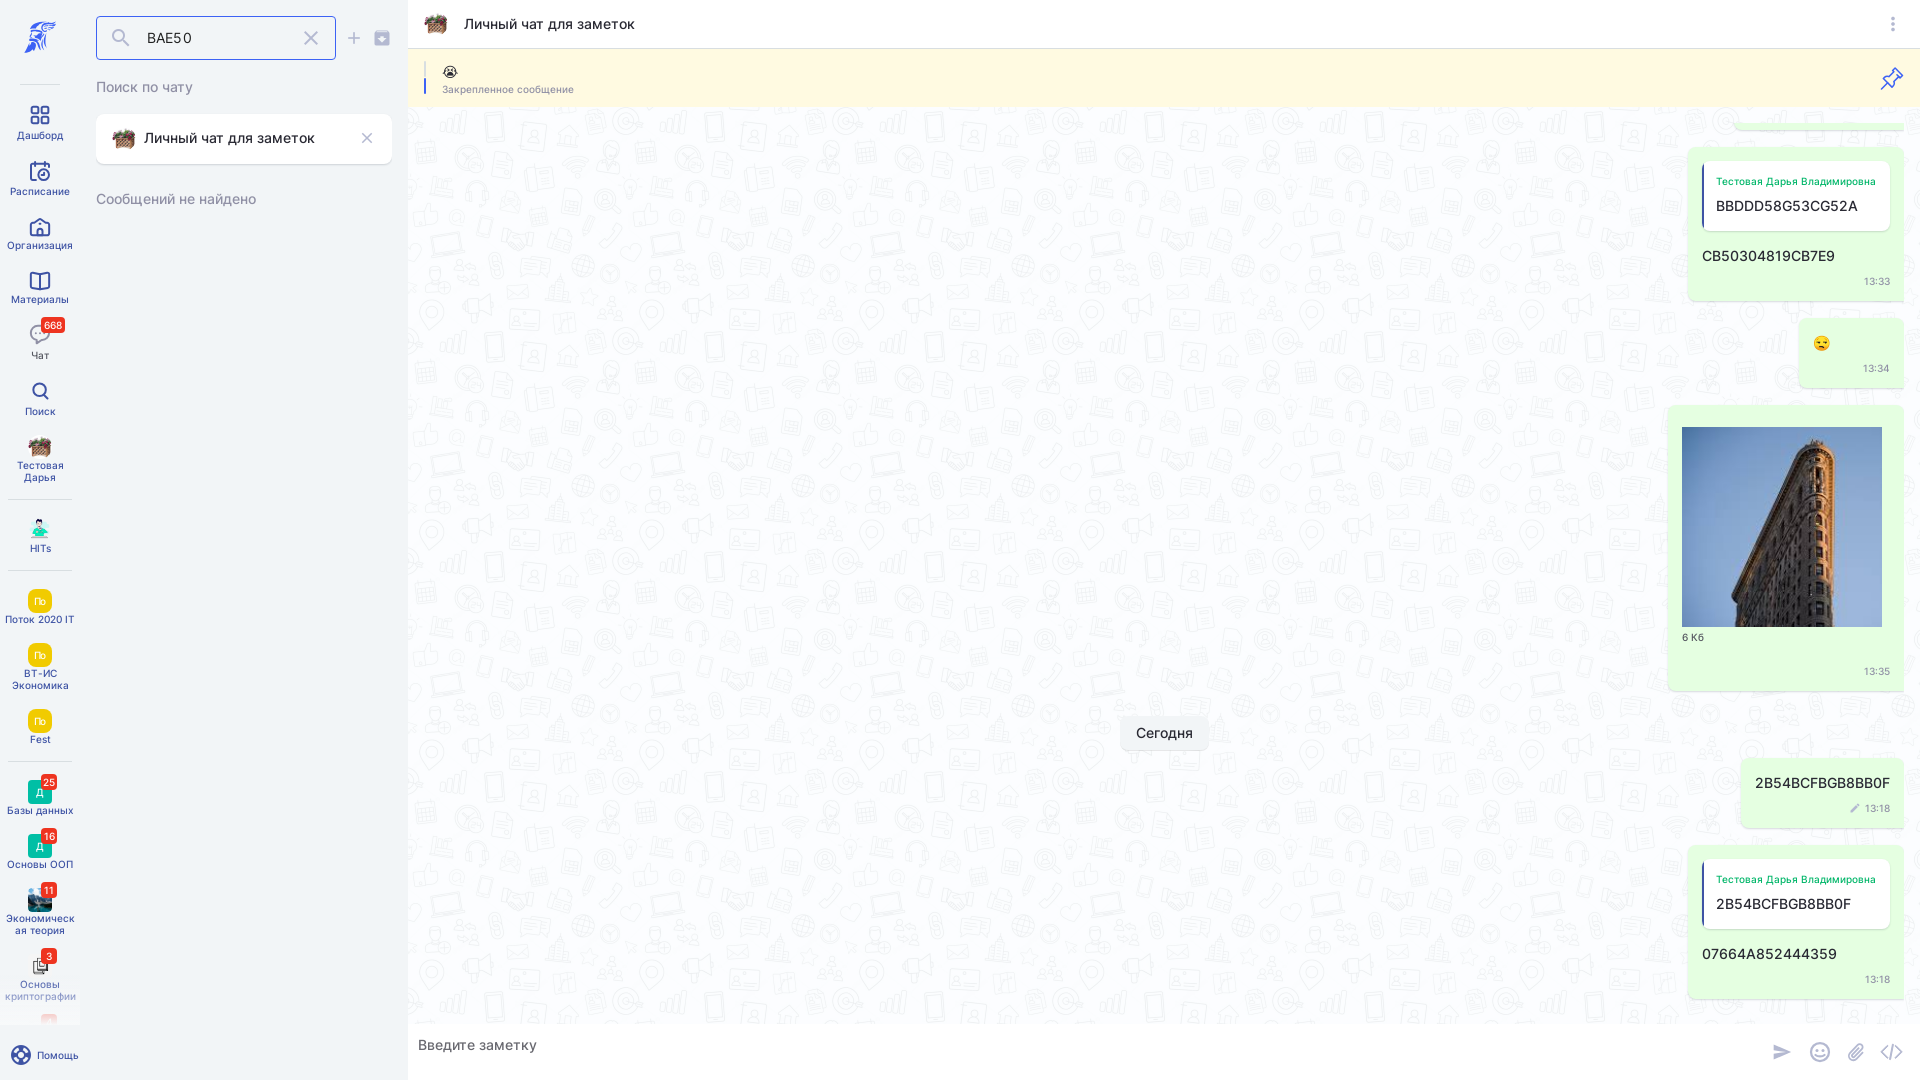 BAE50
Поиск по чату
Личный чат для заметок
Сообщений не найдено
Дашборд
Расписание
Организация
Материалы
668
Чат
Поиск
Тестовая
Дарья
HITs
По
Поток 2020 IT
По
ВТ-ИС
Экономика
По
Fest
25
Д
Базы данных
16
Д
Основы ООП
11
Экономическ
ая теория
3
Основы
криптографии
Помощь
Личный чат для заметок
Закрепленное сообщение
Тестовая Дарья Владимировна
BBDDD58G53CG52A
CB50304819CB7E9
13:33
13:34
6 Кб
13:35
Сегодня
2B54BCFBGB8BB0F
13:18
Тестовая Дарья Владимировна
2B54BCFBGB8BB0F
07664A852444359
13:18
Введите заметку